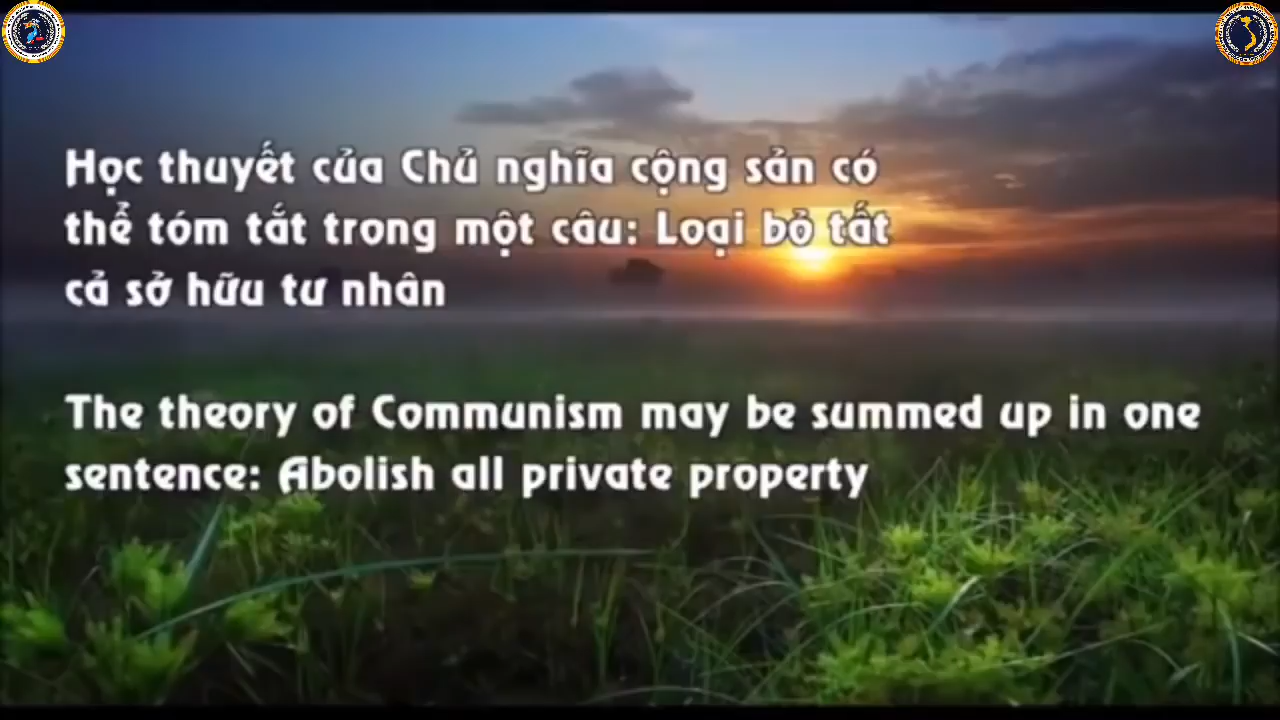 Học thuyết của Chủ nghĩa cộng sản có
thể tóm tắt trong một câu: Loại bỏ tất
cả sở hữu tư nhân
The theory of Communism may be summed up in one
sentence: Abolish all private property